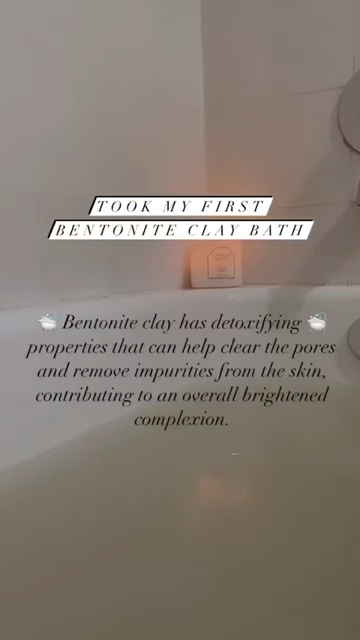 TOOK MY FIRST
BENTONITE CLAY BATH
🛁 Bentonite clay has detoxifying 🛁
properties that can help clear the pores
and remove impurities from the skin,
contributing to an overall brightened
complexion.